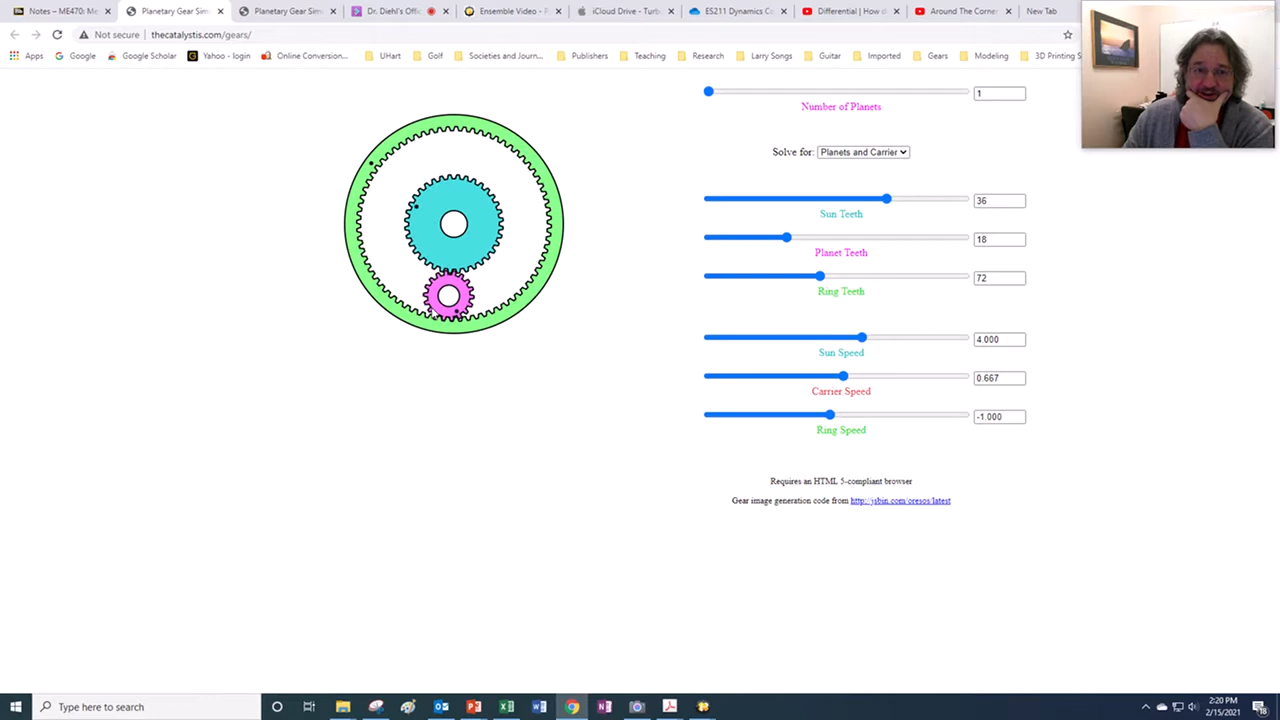 Notes – ME470: Me
Planetary Gear Sim
Planetary Gear Sim
Dr. Diehl's Offi
Ensemble Video - P
iCloud Drive - Turb
ES211 Dynamics Co
Differential | How d
Around The Corne
New Tab
Not secure | thecatalystis.com/gears/
Apps
Google
Google Scholar
Yahoo - login
Online Conversion...
UHart
Golf
Societies and Journ...
Publishers
Teaching
Research
Larry Songs
Guitar
Imported
Gears
Modeling
3D Printing S
1
Number of Planets
Solve for: Planets and Carrier
36
Sun Teeth
18
Planet Teeth
72
Ring Teeth
4.000
Sun Speed
0.667
Carrier Speed
-1.000
Ring Speed
Requires an HTML 5-compliant browser
Gear image generation code from http://jsbin.com/oresos/latest
Type here to search
2:20 PM
2/15/2021
18